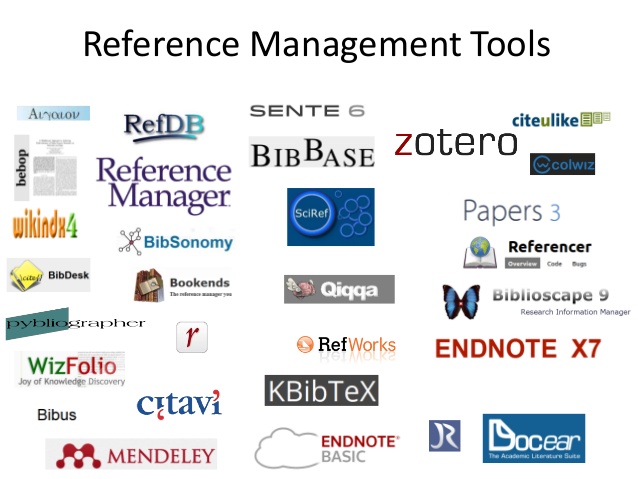 Reference Management Tools
Αιγαίον
RefDB
SENTE 6
citeulike
bebop
Reference
Manager
BIBBASE
zotero
colwiz
wikindx4
BibSonomy
SciRef
Papers 3
Referencer
Overview Code Bugs
BibDesk
Bookends
The reference manager you
Qiqqa
Biblioscape 9
Research Information Manager
pybliographer
r
RefWorks
ENDNOTE X7
WizFolio
Joy of Knowledge Discovery
KBibTeX
citavi
Bibus
MENDELEY
ENDNOTE
BASIC
JR
Docear
The Academic Literature Suite